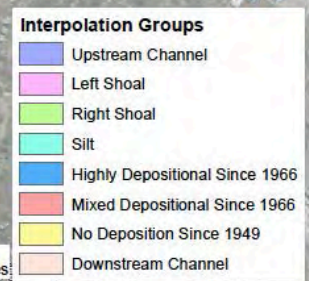 Interpolation Groups
Upstream Channel
Left Shoal
Right Shoal
Silt
Highly Depositional Since 1966
Mixed Depositional Since 1966
No Deposition Since 1949
Downstream Channel